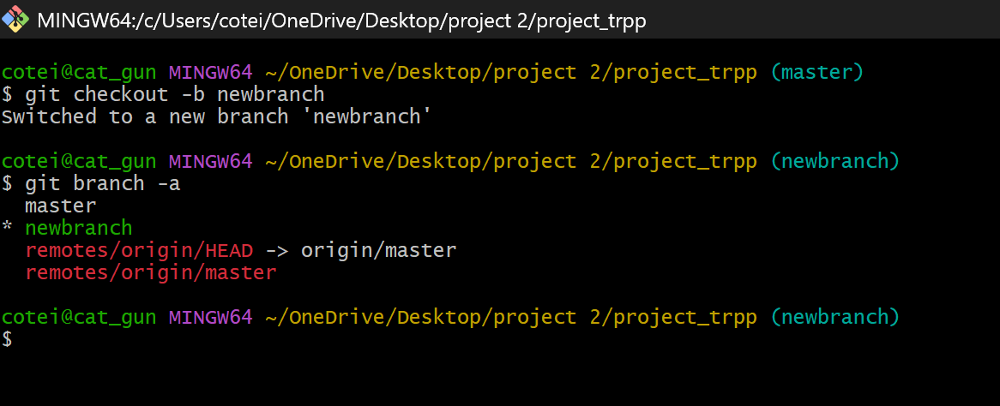 MINGW64:/c/Users/cotei/OneDrive/Desktop/project 2/project_trpp
cotei@cat_gun MINGW64 ~/OneDrive/Desktop/project 2/project_trpp (master)
$ git checkout -b newbranch
Switched to a new branch 'newbranch'
cotei@cat_gun MINGW64 ~/OneDrive/Desktop/project 2/project_trpp (newbranch)
$ git branch -a
  master
* newbranch
  remotes/origin/HEAD -> origin/master
  remotes/origin/master
cotei@cat_gun MINGW64 ~/OneDrive/Desktop/project 2/project_trpp (newbranch)
$